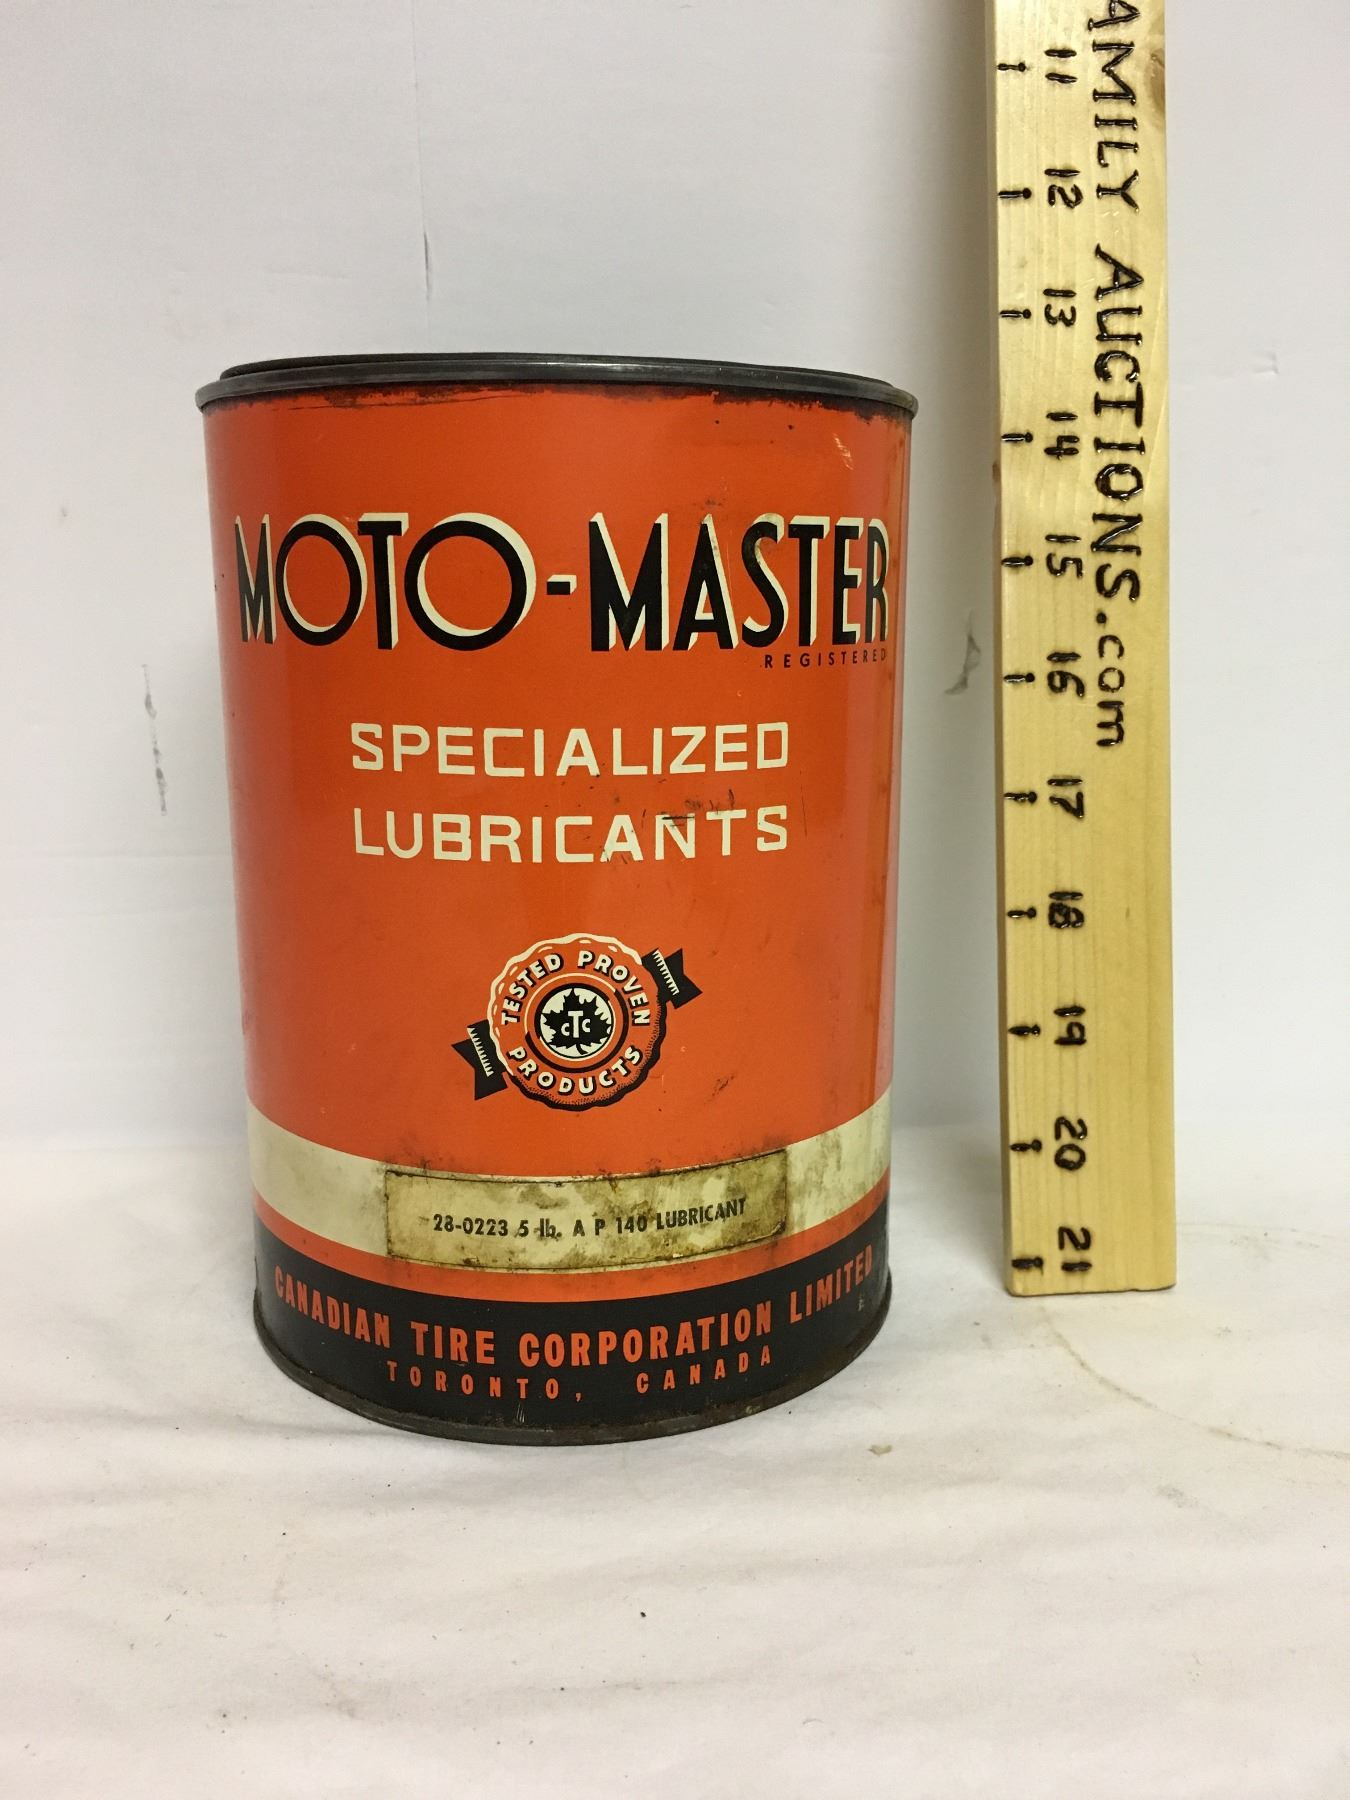 MOTO-MASTER
REGISTERED
SPECIALIZED
LUBRICANTS
TESTED PROVEN
CTC
PRODUCTS
28-0223 5 lb. A P 140 LUBRICANT
CANADIAN TIRE CORPORATION LIMITED
TORONTO, CANADA
AMILY AUCTIONS.com
11
12
13
14
15
16
17
18
19
20
21